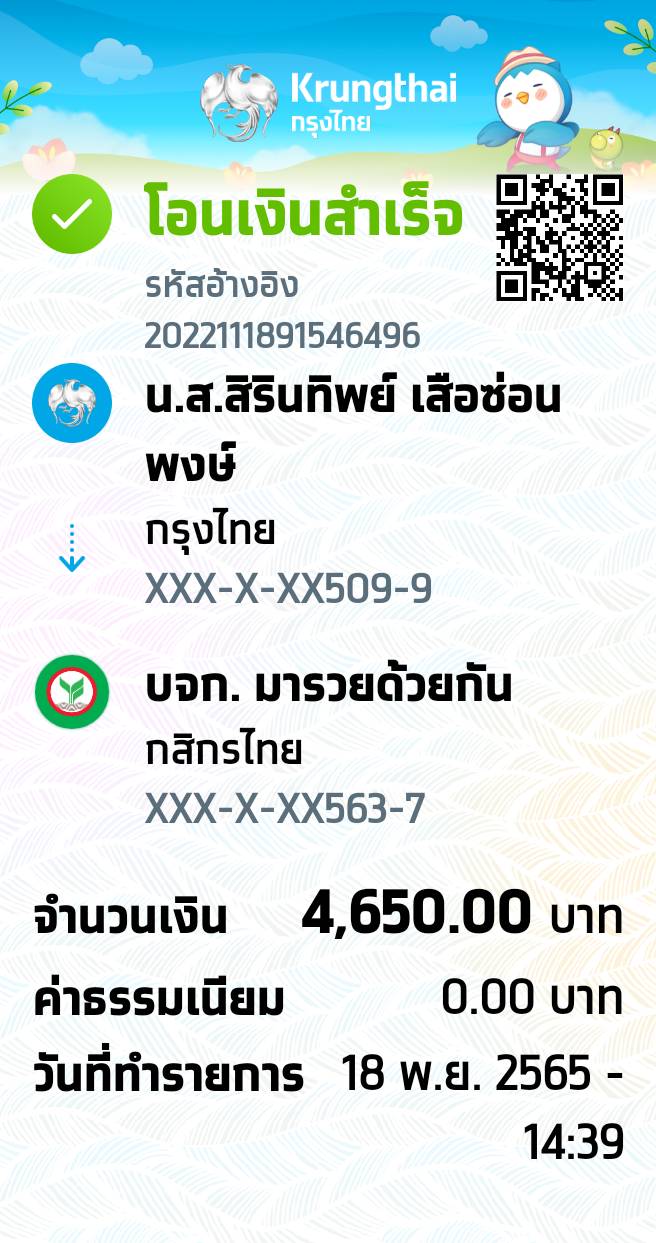 Krungthai
กรุงไทย
โอนเงินสำเร็จ
รหัสอ้างอิง
2022111891546496
น.ส.สิรินทิพย์ เสือซ่อน
พงษ์
กรุงไทย
XXX-X-XX509-9
บจก. มารวยด้วยกัน
กสิกรไทย
XXX-X-XX563-7
จำนวนเงิน 4,650.00 บาท
ค่าธรรมเนียม 0.00 บาท
วันที่ทำรายการ 18 พ.ย. 2565 -
14:39